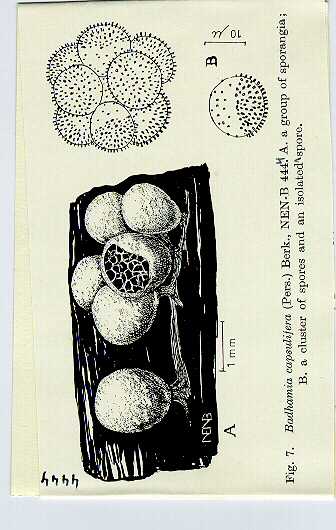 B
10 μ
NEN.B
A
1 mm
Fig. 7. Badhamia capsulifera (Pers.) Berk., NEN-B 4444. A. a group of sporangia;
B. a cluster of spores and an isolated ^ spore.
4444